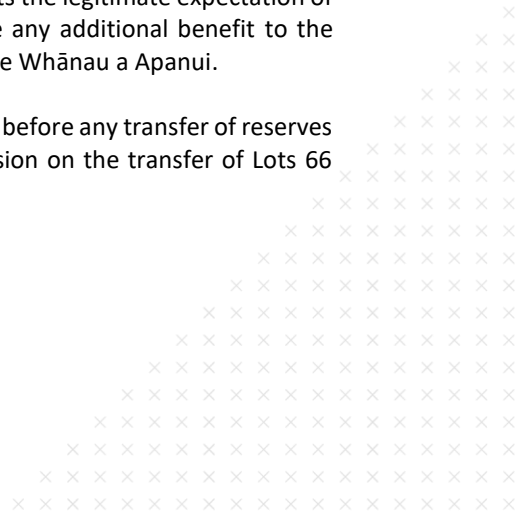 the legitimate expectation of
any additional benefit to the
e Whānau a Apanui.
before any transfer of reserves
sion on the transfer of Lots 66